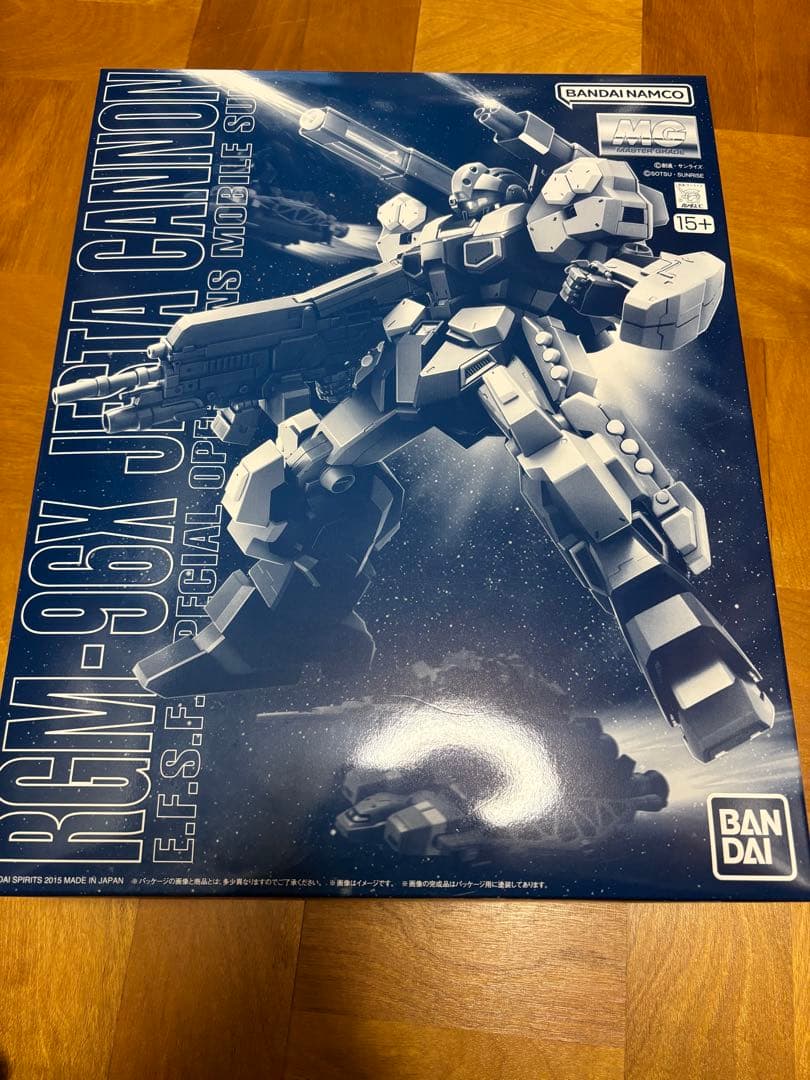 BANDAI NAMCO
MG
MASTER GRADE
©創通・サンライズ
©SOTSU・SUNRISE
15+
RGM-96X JESTA CANNON
E.F.S.F. PECIAL OPE NS MOBILE SUI
BAN
DAI
DAI SPIRITS 2015 MADE IN JAPAN ※パッケージの画像と商品とは、多少異なりますのでご了承ください。 ※画像はイメージです。 ※画像の完成品はパッケージ用に塗装してあります。